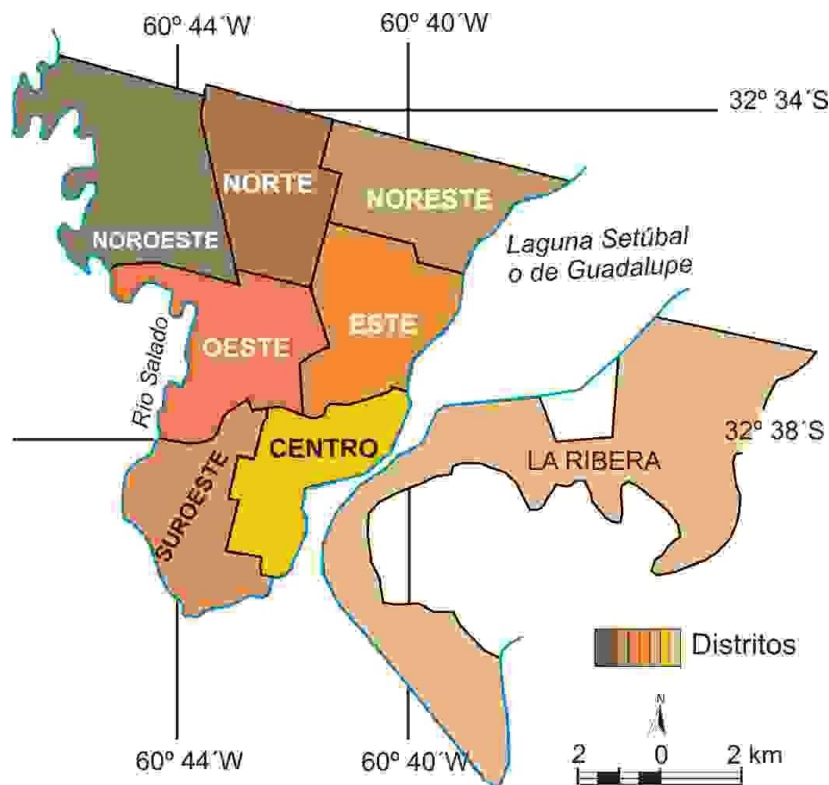 60º 44´W
60º 40´W
32º 34´S
NORTE
NORESTE
NOROESTE
Laguna Setúbal
o de Guadalupe
ESTE
OESTE
Río Salado
32º 38´S
CENTRO
LA RIBERA
SUROESTE
Distritos
N
60º 44´W
60º 40´W
2 0 2 km